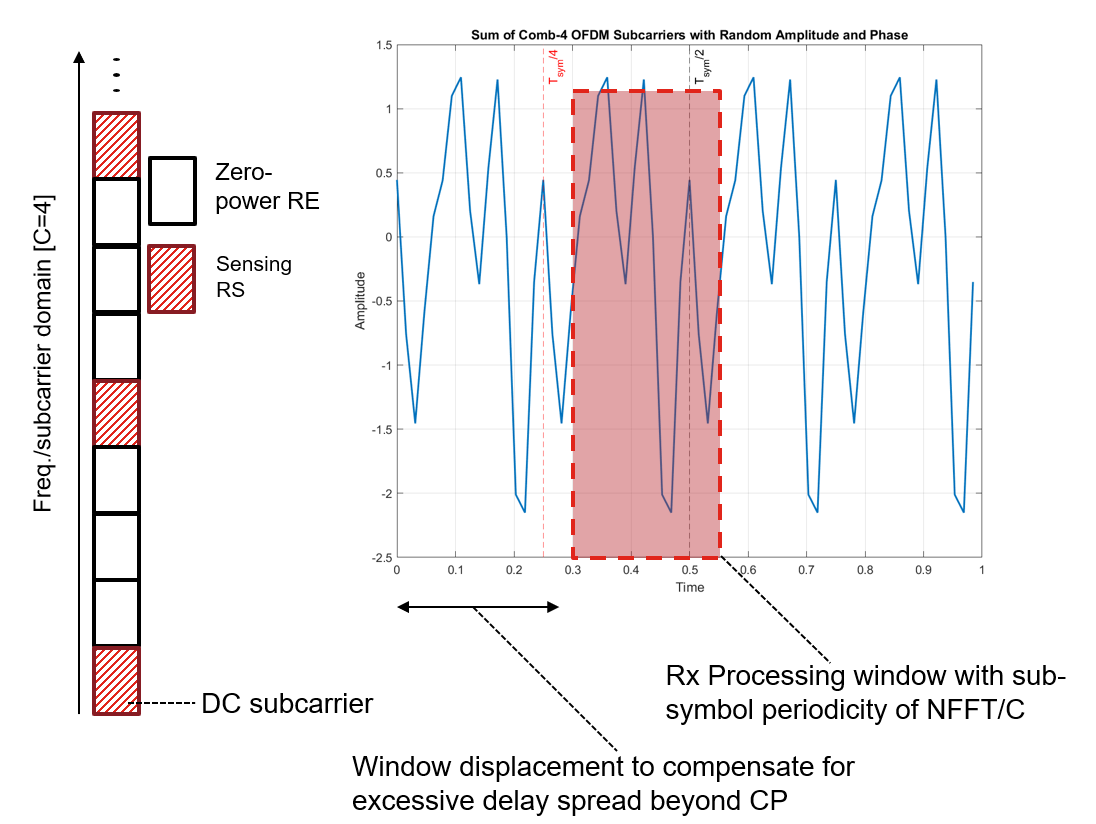 Sum of Comb-4 OFDM Subcarriers with Random Amplitude and Phase
Freq./subcarrier domain [C=4]
Zero-
power RE
Sensing
RS
DC subcarrier
Amplitude
1.5
1
0.5
0
-0.5
-1
-1.5
-2
-2.5
T_sym/4
T_sym/2
0 0.1 0.2 0.3 0.4 0.5 0.6 0.7 0.8 0.9 1
Time
Rx Processing window with sub-
symbol periodicity of NFFT/C
Window displacement to compensate for
excessive delay spread beyond CP